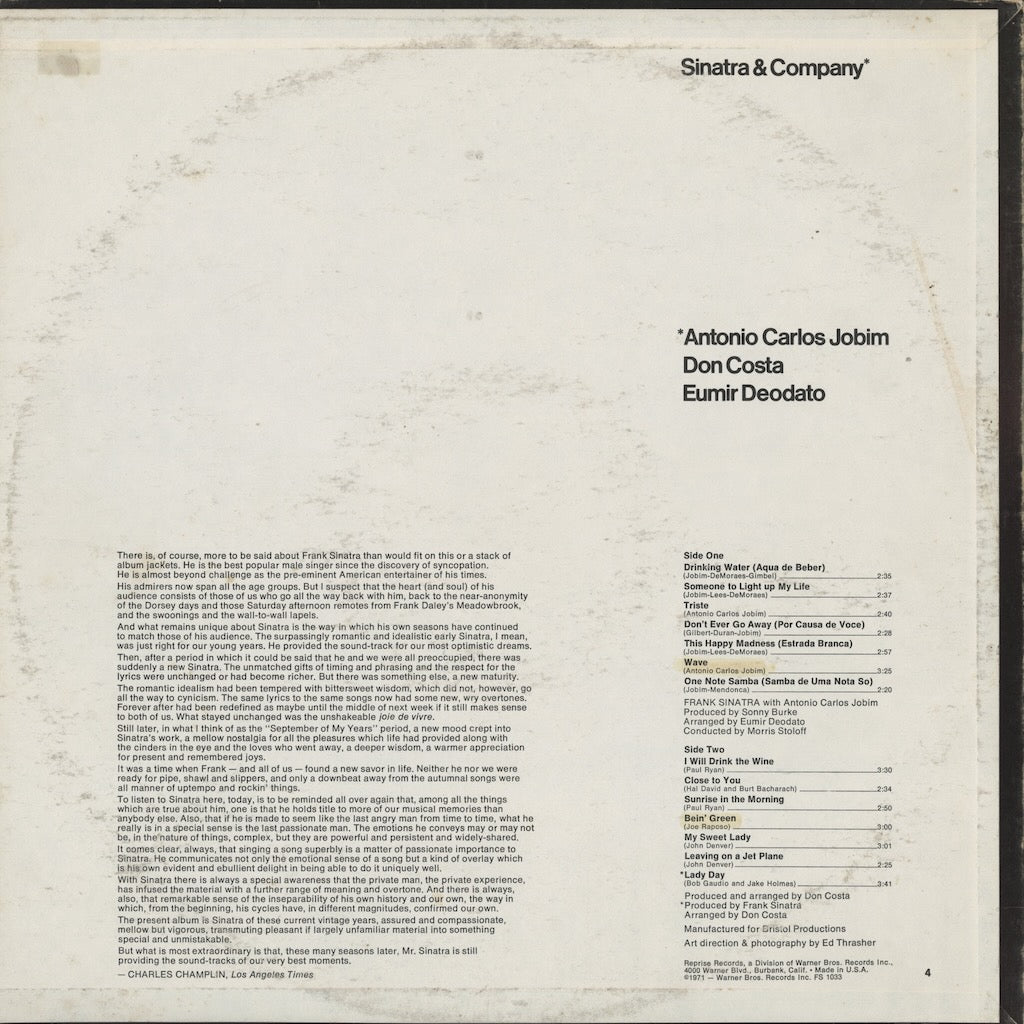 Sinatra & Company*
*Antonio Carlos Jobim
Don Costa
Eumir Deodato
There is, of course, more to be said about Frank Sinatra than would fit on this or a stack of
album jackets. He is the best popular male singer since the discovery of syncopation.
He is almost beyond challenge as the pre-eminent American entertainer of his times.
His admirers now span all the age groups. But I suspect that the heart (and soul) of his
audience consists of those of us who go all the way back with him, back to the near-anonymity
of the Dorsey days and those Saturday afternoon remotes from Frank Daley's Meadowbrook,
and the swoonings and the wall-to-wall lapels.
And what remains unique about Sinatra is the way in which his own seasons have continued
to match those of his audience. The surpassingly romantic and idealistic early Sinatra, I mean,
was just right for our young years. He provided the sound-track for our most optimistic dreams.
Then, after a period in which it could be said that he and we were all preoccupied, there was
suddenly a new Sinatra. The unmatched gifts of timing and phrasing and the respect for the
lyrics were unchanged or had become richer. But there was something else, a new maturity.
The romantic idealism had been tempered with bittersweet wisdom, which did not, however, go
all the way to cynicism. The same lyrics to the same songs now had some new, wry overtones.
Forever after had been redefined as maybe until the middle of next week if it still makes sense
to both of us. What stayed unchanged was the unshakeable joie de vivre.
Still later, in what I think of as the "September of My Years" period, a new mood crept into
Sinatra's work, a mellow nostalgia for all the pleasures which life had provided along with
the cinders in the eye and the loves who went away, a deeper wisdom, a warmer appreciation
for present and remembered joys.
It was a time when Frank — and all of us — found a new savor in life. Neither he nor we were
ready for pipe, shawl and slippers, and only a downbeat away from the autumnal songs were
all manner of uptempo and rockin' things.
To listen to Sinatra here, today, is to be reminded all over again that, among all the things
which are true about him, one is that he holds title to more of our musical memories than
anybody else. Also, that if he is made to seem like the last angry man from time to time, what he
really is in a special sense is the last passionate man. The emotions he conveys may or may not
be, in the nature of things, complex, but they are powerful and persistent and widely-shared.
It comes clear, always, that singing a song superbly is a matter of passionate importance to
Sinatra. He communicates not only the emotional sense of a song but a kind of overlay which
is his own evident and ebullient delight in being able to do it uniquely well.
With Sinatra there is always a special awareness that the private man, the private experience,
has infused the material with a further range of meaning and overtone. And there is always,
also, that remarkable sense of the inseparability of his own history and our own, the way in
which, from the beginning, his cycles have, in different magnitudes, confirmed our own.
The present album is Sinatra of these current vintage years, assured and compassionate,
mellow but vigorous, transmuting pleasant if largely unfamiliar material into something
special and unmistakable.
But what is most extraordinary is that, these many seasons later, Mr. Sinatra is still
providing the sound-tracks of our very best moments.
— CHARLES CHAMPLIN, Los Angeles Times
Side One
Drinking Water (Aqua de Beber)
(Jobim-DeMoraes-Gimbel) 2:35
Someone to Light up My Life
(Jobim-Lees-DeMoraes) 2:37
Triste
(Antonio Carlos Jobim) 2:40
Don't Ever Go Away (Por Causa de Voce)
(Gilbert-Duran-Jobim) 2:28
This Happy Madness (Estrada Branca)
(Jobim-Lees-DeMoraes) 2:57
Wave
(Antonio Carlos Jobim) 3:25
One Note Samba (Samba de Uma Nota So)
(Jobim-Mendonca) 2:20
FRANK SINATRA with Antonio Carlos Jobim
Produced by Sonny Burke
Arranged by Eumir Deodato
Conducted by Morris Stoloff
Side Two
I Will Drink the Wine
(Paul Ryan) 3:30
Close to You
(Hal David and Burt Bacharach) 2:34
Sunrise in the Morning
(Paul Ryan) 2:50
Bein' Green
(Joe Raposo) 3:00
My Sweet Lady
(John Denver) 3:01
Leaving on a Jet Plane
(John Denver) 2:25
*Lady Day
(Bob Gaudio and Jake Holmes) 3:41
Produced and arranged by Don Costa
*Produced by Frank Sinatra
Arranged by Don Costa
Manufactured for Bristol Productions
Art direction & photography by Ed Thrasher
Reprise Records, a Division of Warner Bros. Records Inc.,
4000 Warner Blvd., Burbank, Calif. • Made in U.S.A.
©1971 — Warner Bros. Records Inc. FS 1033
4